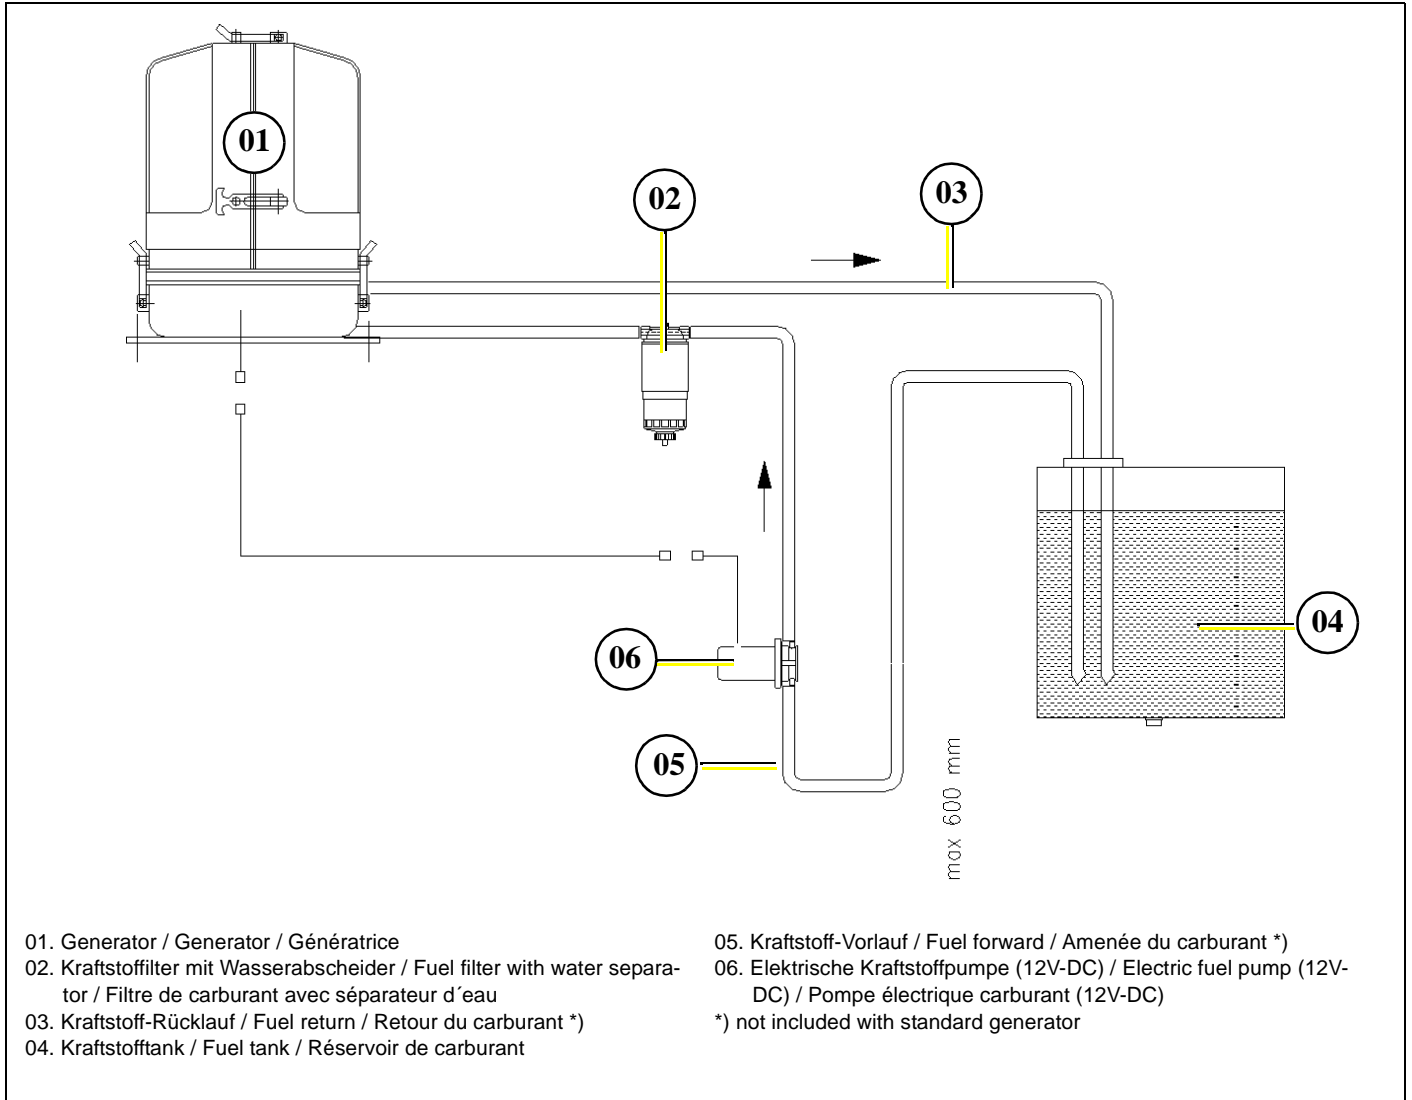 01
02
03
04
05
06
max 600 mm
01. Generator / Generator / Génératrice
02. Kraftstoffilter mit Wasserabscheider / Fuel filter with water separa-
tor / Filtre de carburant avec séparateur d´eau
03. Kraftstoff-Rücklauf / Fuel return / Retour du carburant *)
04. Kraftstofftank / Fuel tank / Réservoir de carburant
05. Kraftstoff-Vorlauf / Fuel forward / Amenée du carburant *)
06. Elektrische Kraftstoffpumpe (12V-DC) / Electric fuel pump (12V-
DC) / Pompe électrique carburant (12V-DC)
*) not included with standard generator